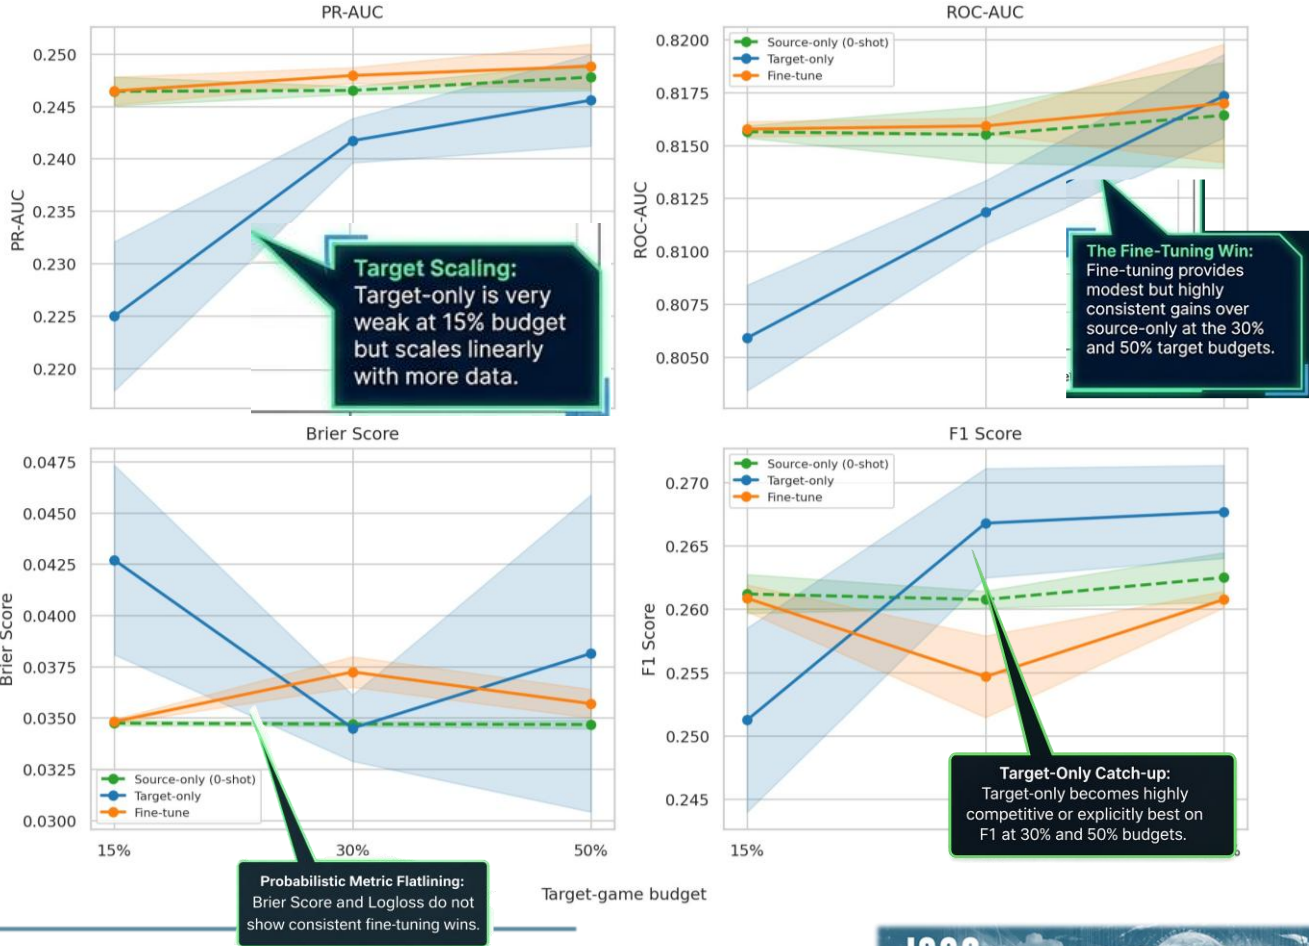 PR-AUC
0.250
0.245
0.240
0.235
0.230
0.225
0.220
PR-AUC
Target Scaling:
Target-only is very
weak at 15% budget
but scales linearly
with more data.
ROC-AUC
Source-only (0-shot)
Target-only
Fine-tune
0.8200
0.8175
0.8150
0.8125
0.8100
0.8075
0.8050
ROC-AUC
The Fine-Tuning Win:
Fine-tuning provides
modest but highly
consistent gains over
source-only at the 30%
and 50% target budgets.
Brier Score
0.0475
0.0450
0.0425
0.0400
0.0375
0.0350
0.0325
0.0300
Brier Score
Source-only (0-shot)
Target-only
Fine-tune
15%
30%
50%
Probabilistic Metric Flatlining:
Brier Score and Logloss do not
show consistent fine-tuning wins.
F1 Score
Source-only (0-shot)
Target-only
Fine-tune
0.270
0.265
0.260
0.255
0.250
0.245
F1 Score
Target-Only Catch-up:
Target-only becomes highly
competitive or explicitly best on
F1 at 30% and 50% budgets.
15%
%
Target-game budget